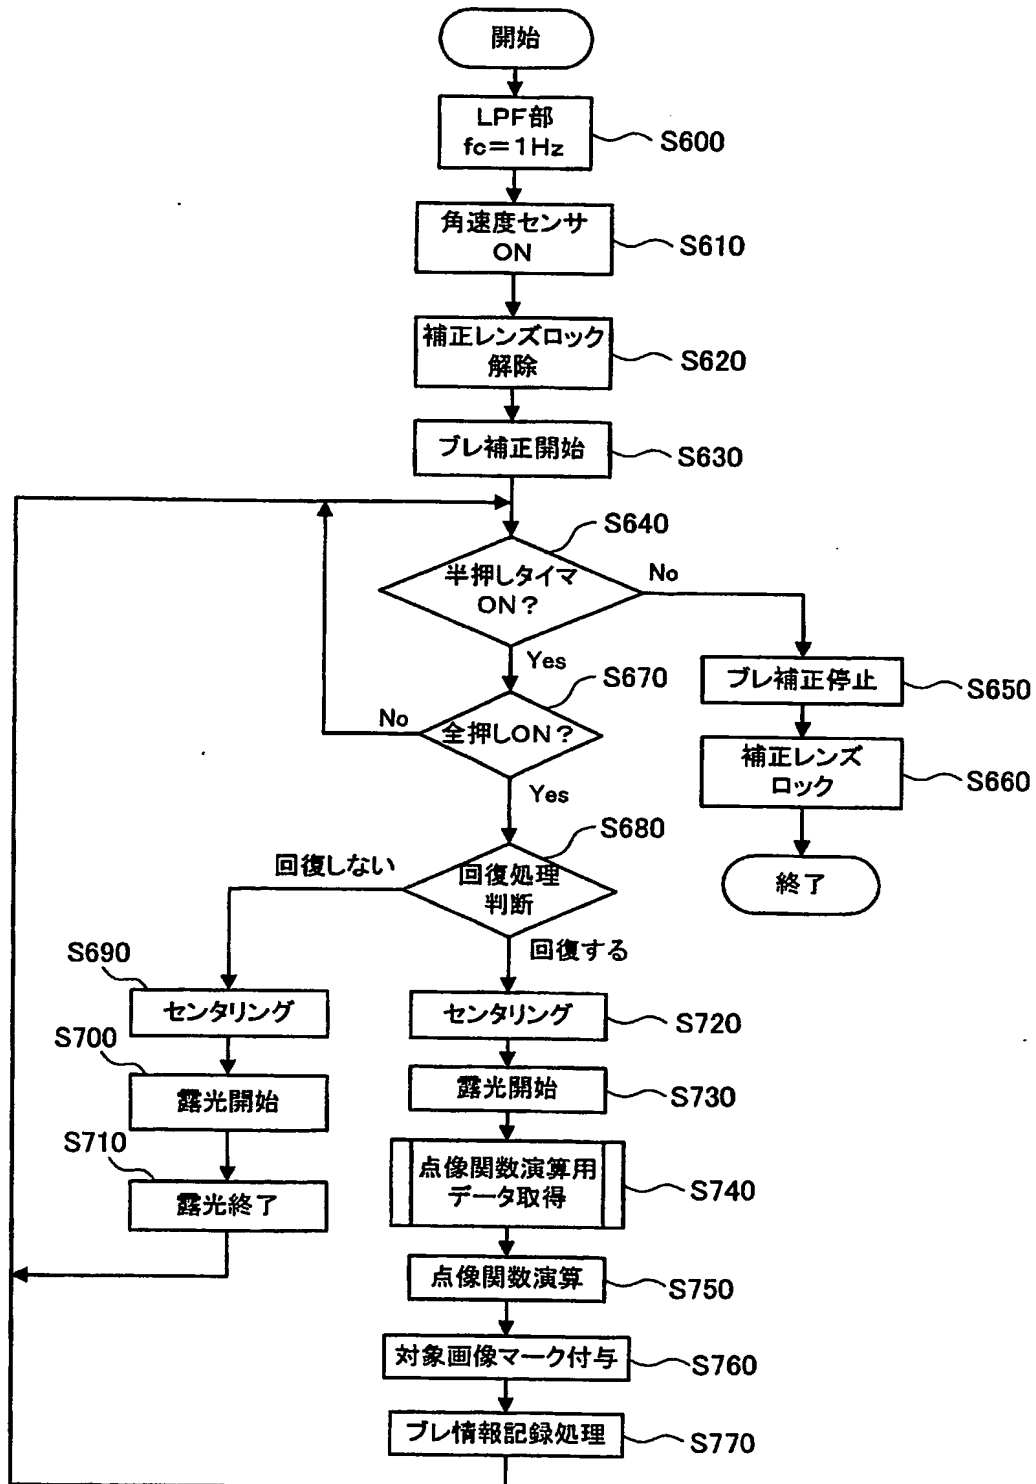 開始
LPF部
fc=1Hz
S600
角速度センサ
ON
S610
補正レンズロック
解除
S620
ブレ補正開始
S630
S640
半押しタイマ
ON?
No
Yes
ブレ補正停止
S650
補正レンズ
ロック
S660
終了
S670
全押しON?
No
Yes
S680
回復処理
判断
回復しない
回復する
S690
センタリング
S700
露光開始
S710
露光終了
センタリング
S720
露光開始
S730
点像関数演算用
データ取得
S740
点像関数演算
S750
対象画像マーク付与
S760
ブレ情報記録処理
S770